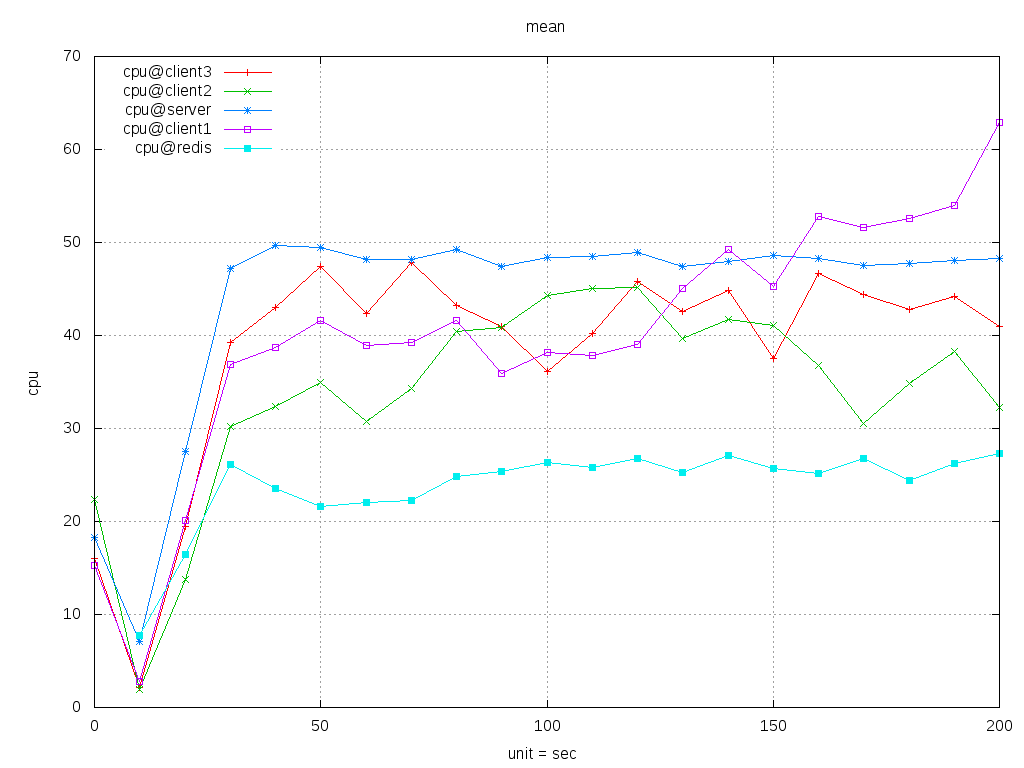 mean
70
60
50
40
30
20
10
0
cpu
cpu@client3
cpu@client2
cpu@server
cpu@client1
cpu@redis
0 50 100 150 200
unit = sec